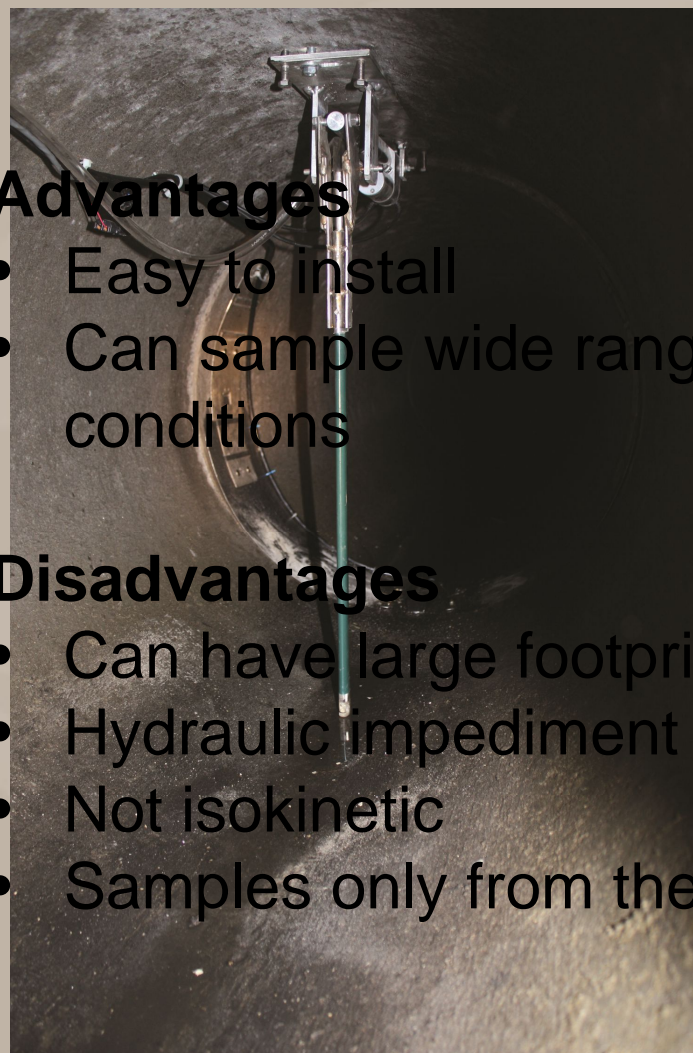 Advantages
• Easy to install
• Can sample wide rang
conditions
Disadvantages
• Can have large footpri
• Hydraulic impediment
• Not isokinetic
• Samples only from the